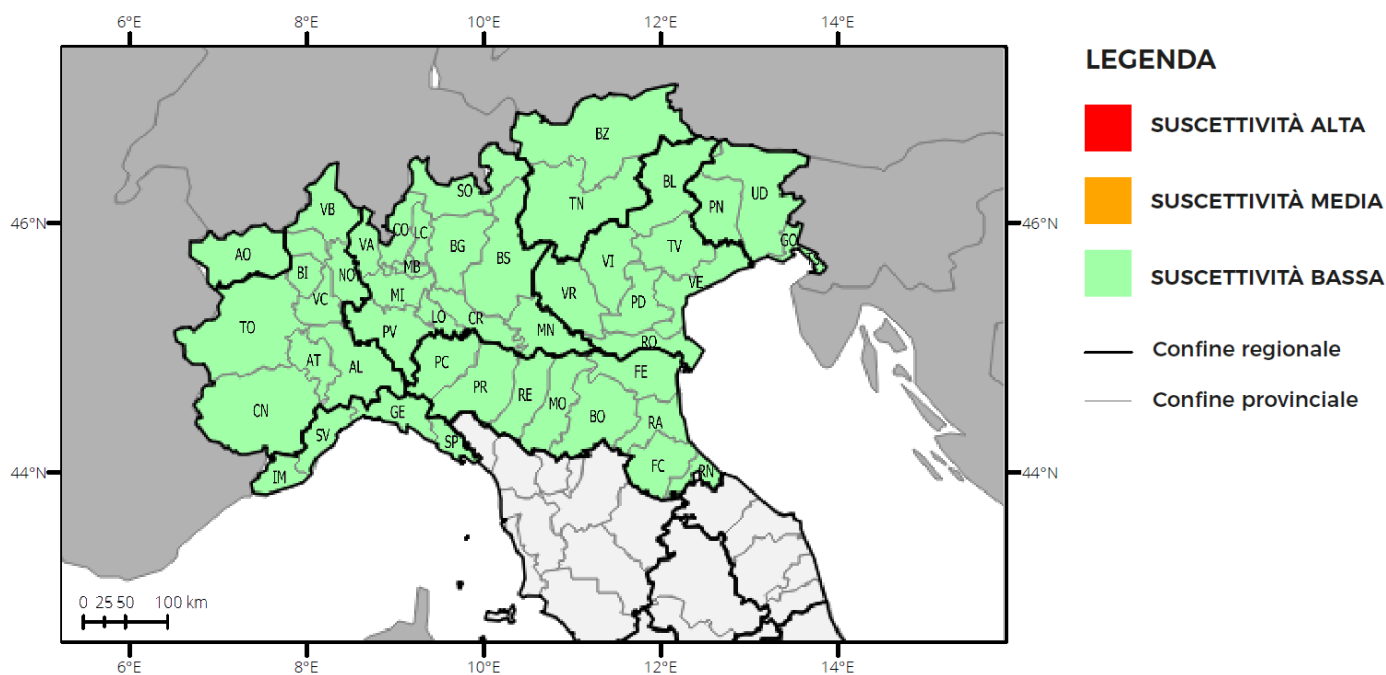 6°E 8°E 10°E 12°E 14°E
LEGENDA
SUSCETTIVITÀ ALTA
SUSCETTIVITÀ MEDIA
SUSCETTIVITÀ BASSA
Confine regionale
Confine provinciale
BZ
SO BL UD
VB TN PN
46°N 46°N
CO LC GO
VA BG TV
AO BS VI
BI NO MB VE
VC MI VR PD
LO CR
TO PV MN RO
AT AL PC FE
PR RE MO
CN GE BO RA
SV SP
44°N FC RN 44°N
IM
0 25 50 100 km
6°E 8°E 10°E 12°E 14°E